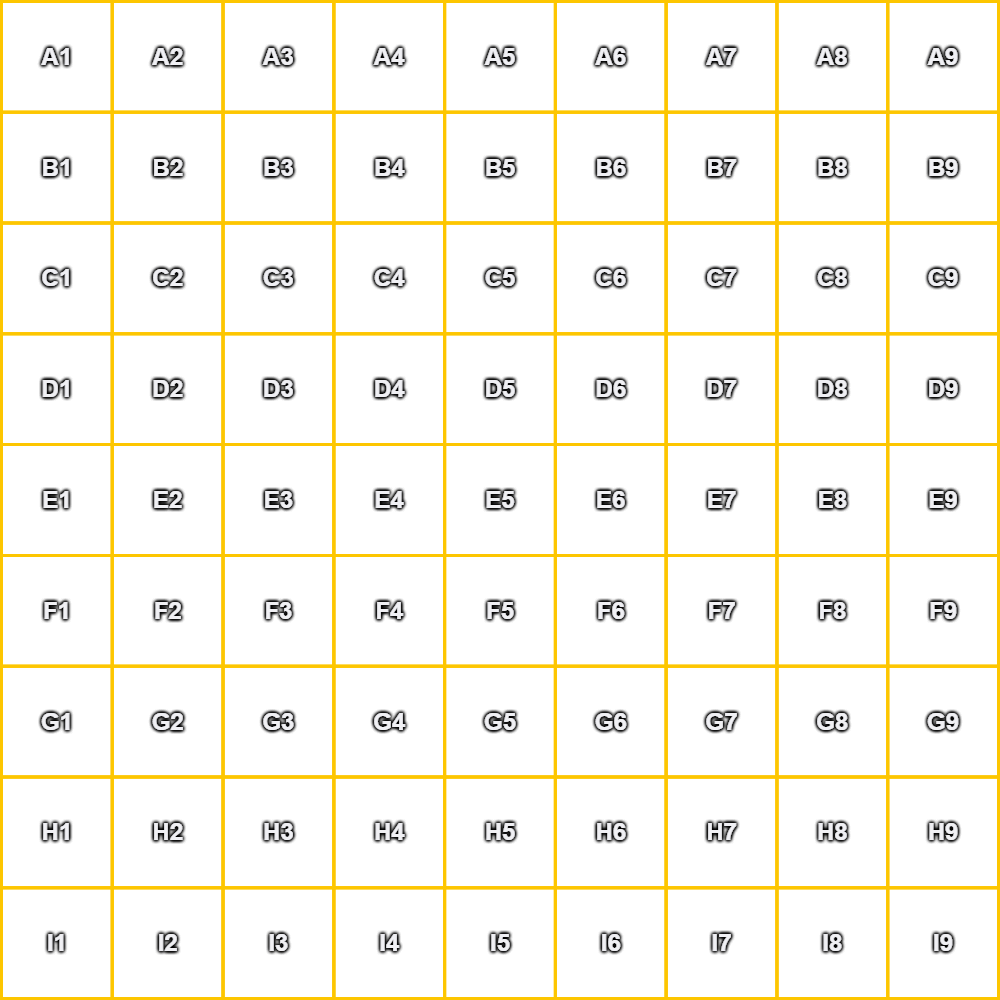 A1 A2 A3 A4 A5 A6 A7 A8 A9
B1 B2 B3 B4 B5 B6 B7 B8 B9
C1 C2 C3 C4 C5 C6 C7 C8 C9
D1 D2 D3 D4 D5 D6 D7 D8 D9
E1 E2 E3 E4 E5 E6 E7 E8 E9
F1 F2 F3 F4 F5 F6 F7 F8 F9
G1 G2 G3 G4 G5 G6 G7 G8 G9
H1 H2 H3 H4 H5 H6 H7 H8 H9
I1 I2 I3 I4 I5 I6 I7 I8 I9